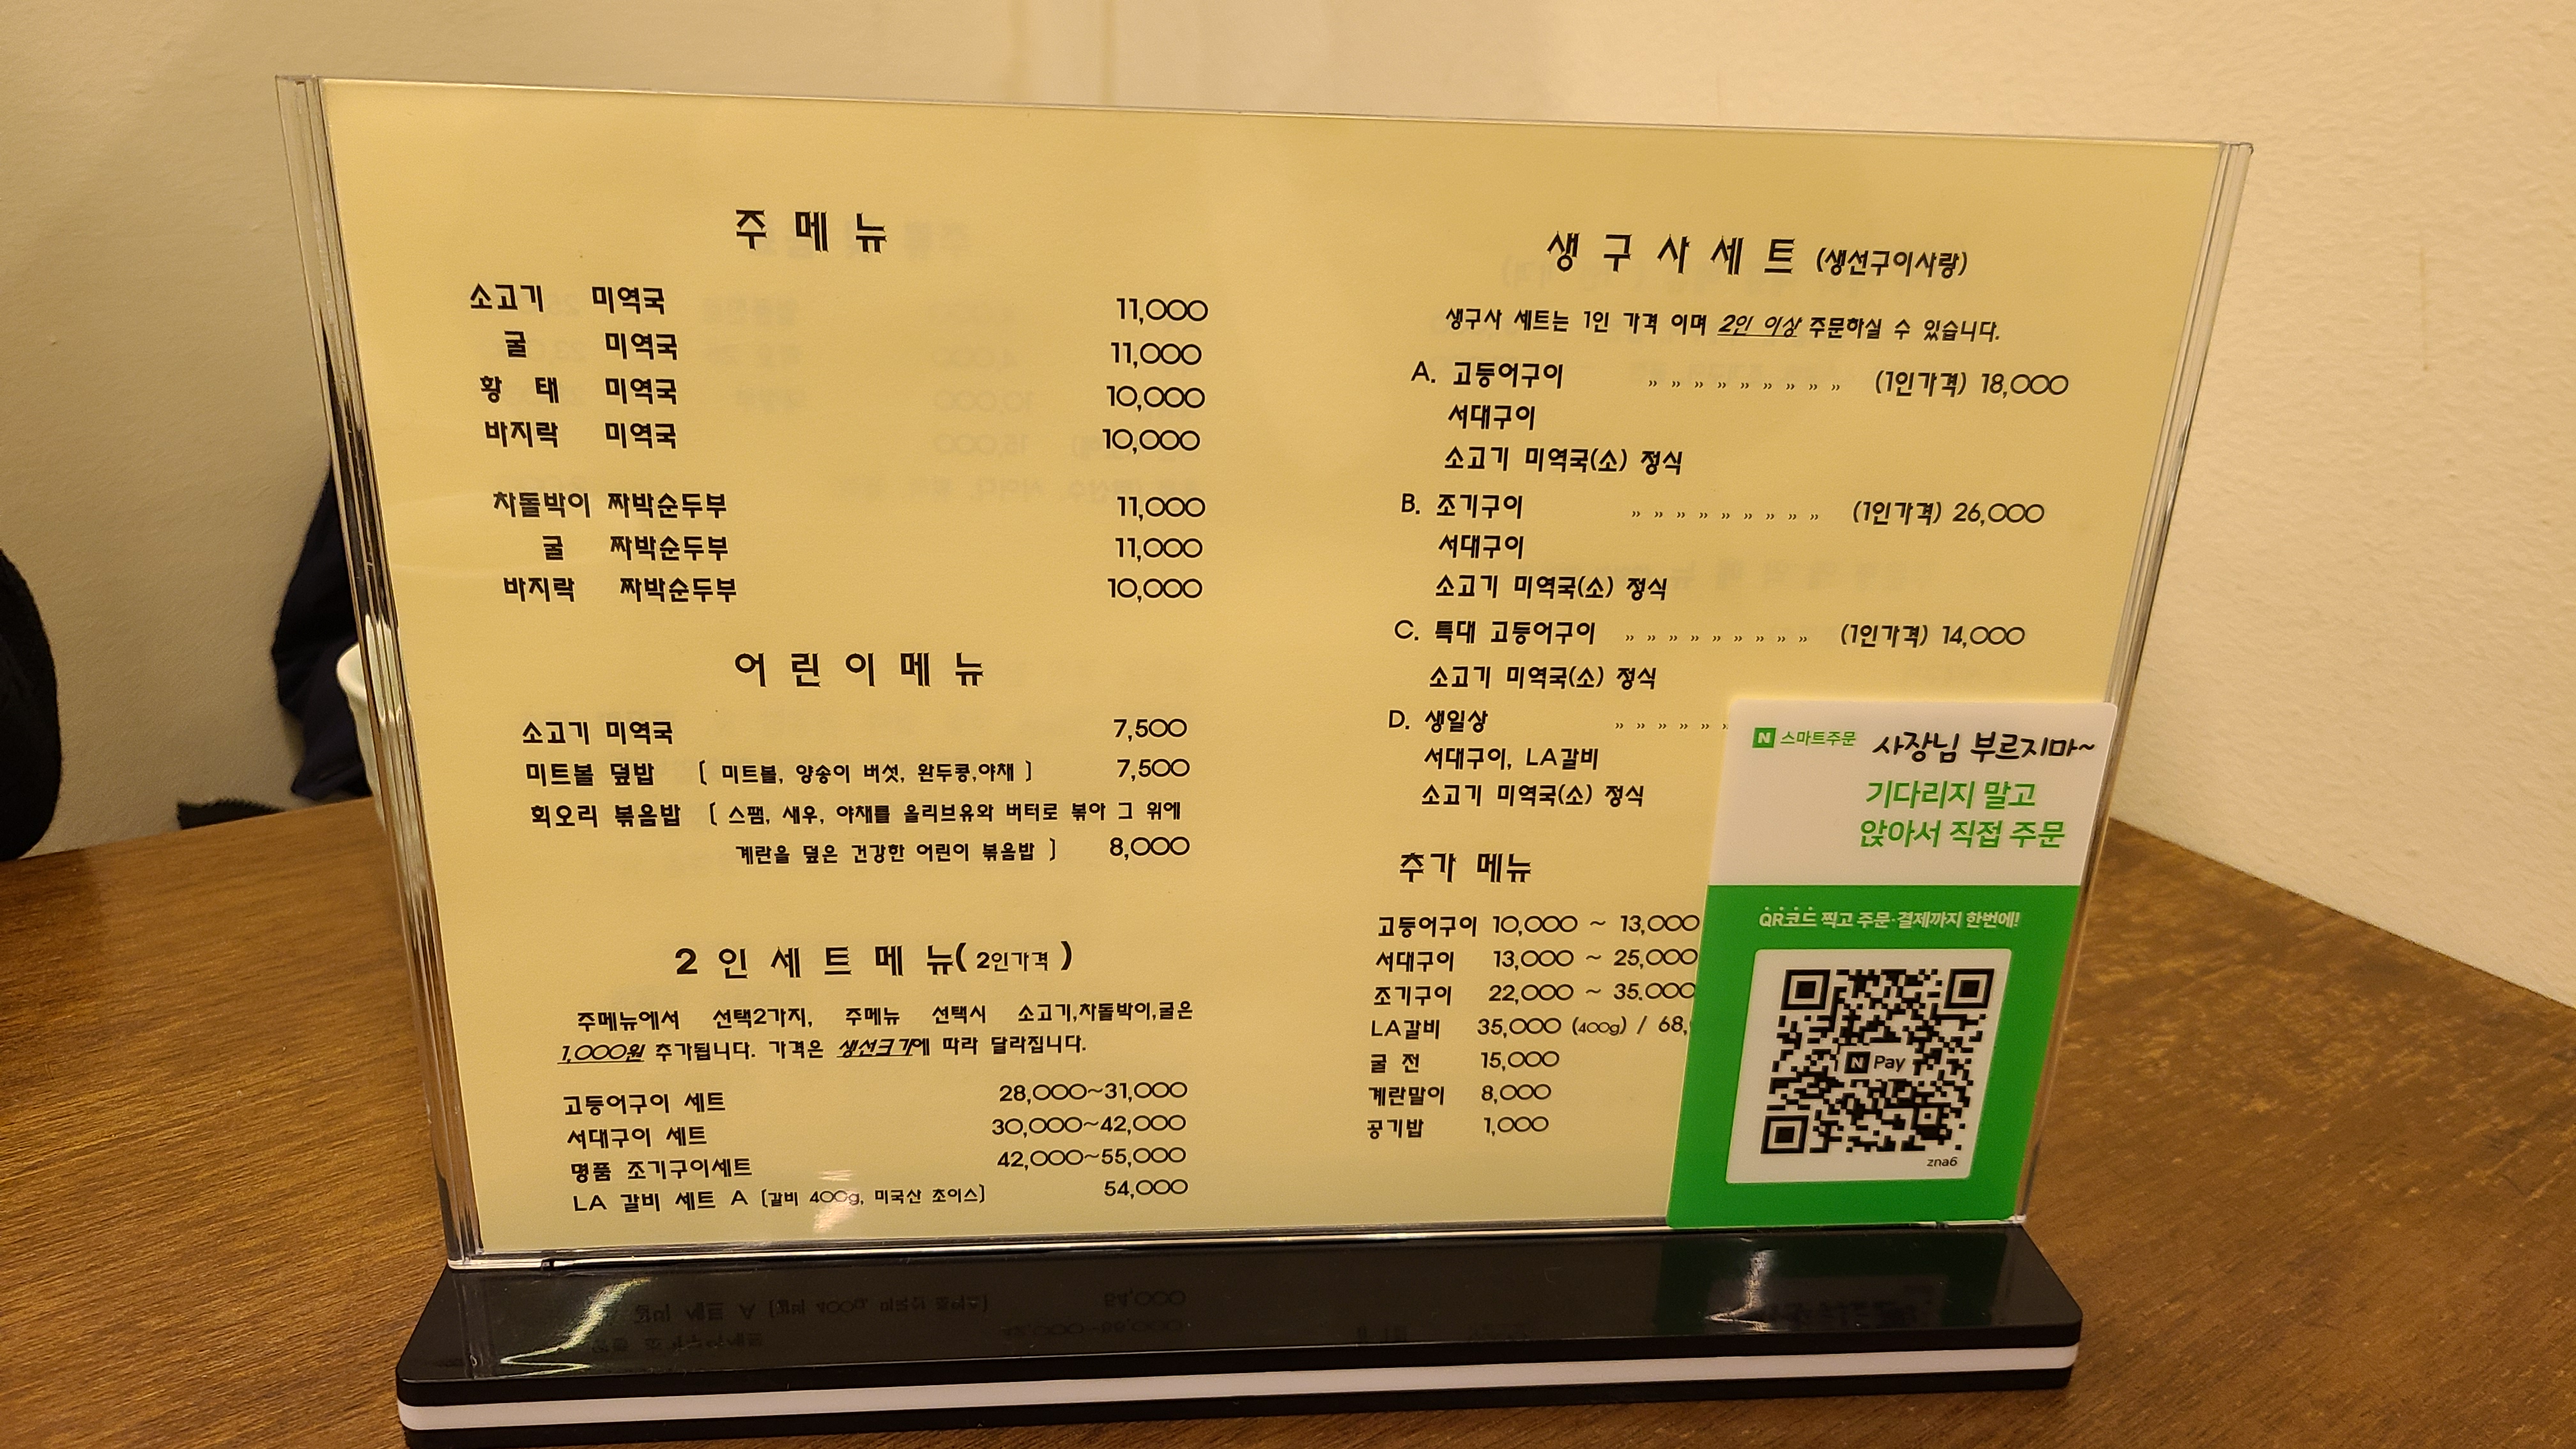 주 메 뉴
소고기 미역국 11,000
굴 미역국 11,000
황 태 미역국 10,000
바지락 미역국 10,000
차돌박이 짜박순두부 11,000
굴 짜박순두부 11,000
바지락 짜박순두부 10,000
어 린 이 메 뉴
소고기 미역국 7,500
미트볼 덮밥 [ 미트볼, 양송이 버섯, 완두콩,야채 ] 7,500
회오리 볶음밥 [ 스팸, 새우, 야채를 올리브유와 버터로 볶아 그 위에
계란을 덮은 건강한 어린이 볶음밥 ] 8,000
2 인 세 트 메 뉴( 2인가격 )
주메뉴에서 선택2가지, 주메뉴 선택시 소고기,차돌박이,굴은
1,000원 추가됩니다. 가격은 생선크기에 따라 달라집니다.
고등어구이 세트 28,000~31,000
서대구이 세트 30,000~42,000
명품 조기구이세트 42,000~55,000
LA 갈비 세트 A [갈비 400g, 미국산 초이스] 54,000
생 구 사 세 트 (생선구이사랑)
생구사 세트는 1인 가격 이며 2인 이상 주문하실 수 있습니다.
A. 고등어구이 » » » » » » » » » (1인가격) 18,000
서대구이
소고기 미역국(소) 정식
B. 조기구이 » » » » » » » » » (1인가격) 26,000
서대구이
소고기 미역국(소) 정식
C. 특대 고등어구이 » » » » » » » » » (1인가격) 14,000
소고기 미역국(소) 정식
D. 생일상 » » » » » »
서대구이, LA갈비
소고기 미역국(소) 정식
추가 메뉴
고등어구이 10,000 ~ 13,000
서대구이 13,000 ~ 25,000
조기구이 22,000 ~ 35.000
LA갈비 35,000 (400g) / 68,
굴 전 15,000
계란말이 8,000
공기밥 1,000
N 스마트주문 사장님 부르지마~
기다리지 말고
앉아서 직접 주문
QR코드 찍고 주문·결제까지 한번에!
N Pay
zna6